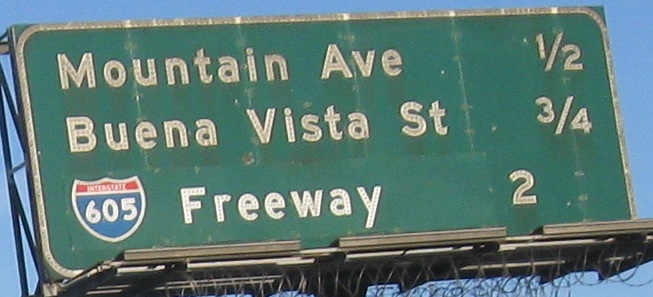 Mountain Ave 1/2
Buena Vista St 3/4
INTERSTATE 605 Freeway 2